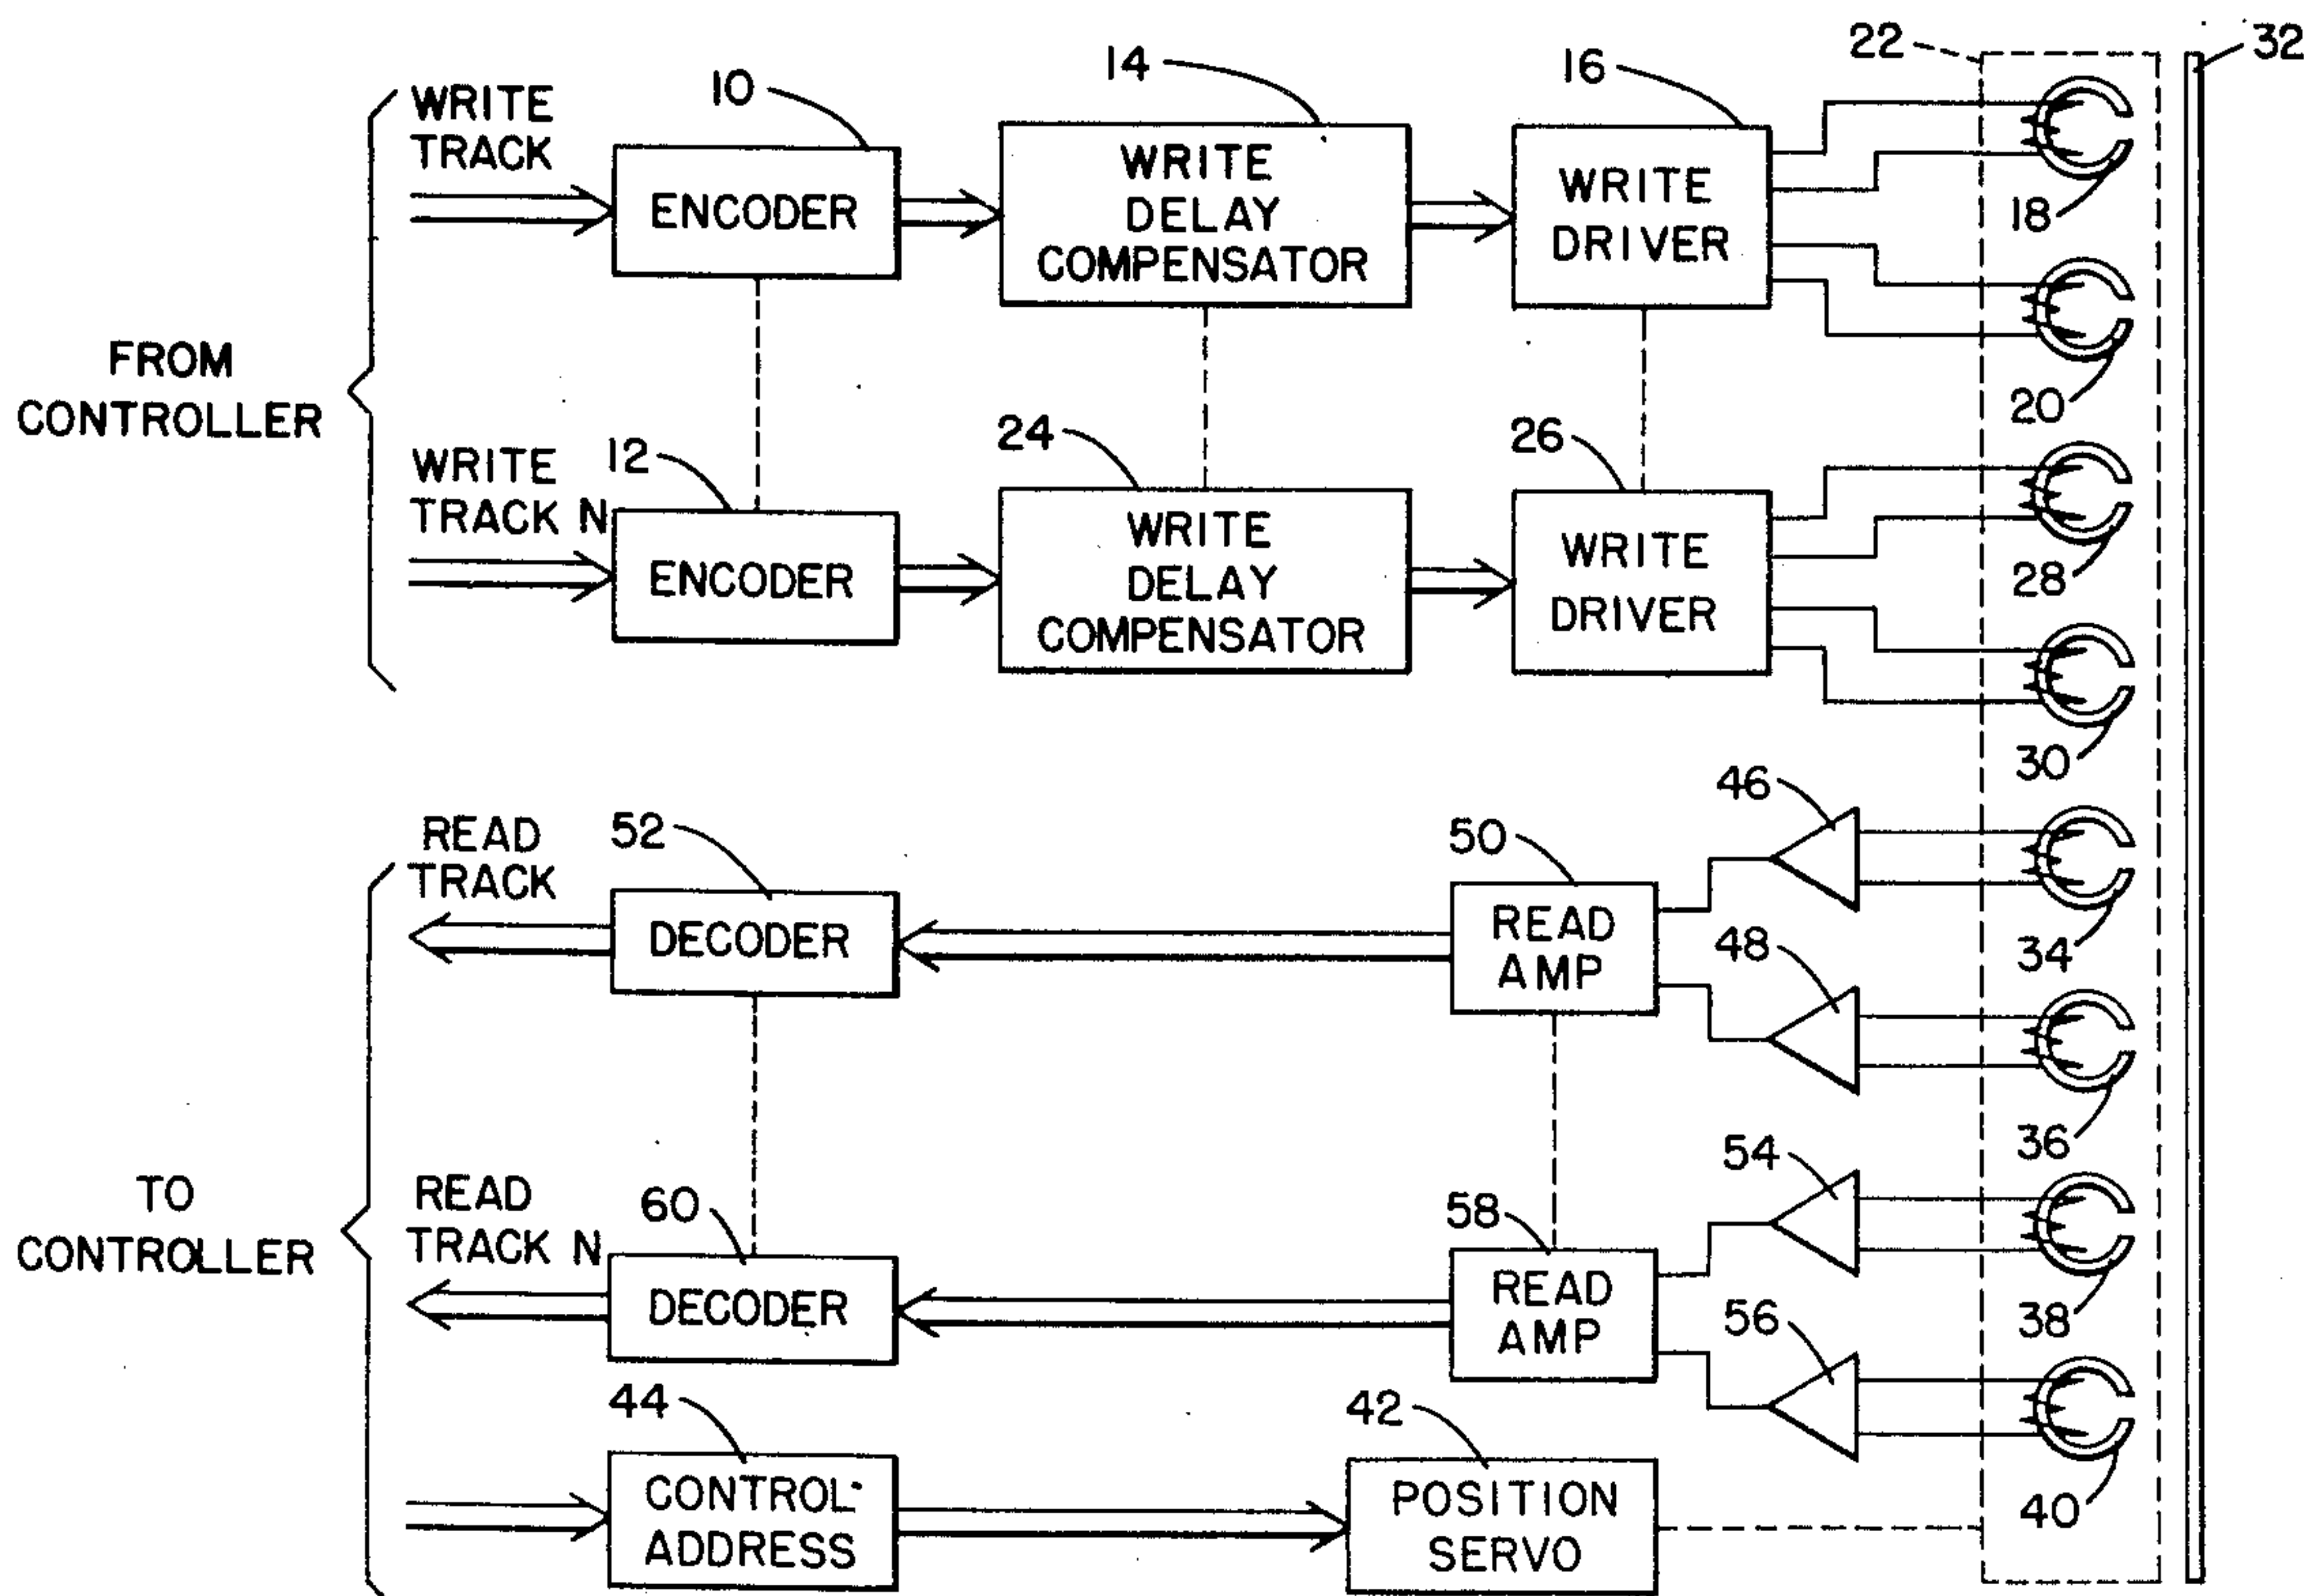 22
32
14
16
10
WRITE
TRACK
WRITE
DELAY
COMPENSATOR
ENCODER
WRITE
DRIVER
18
20
FROM
CONTROLLER
24
26
12
WRITE
TRACK N
WRITE
DELAY
COMPENSATOR
ENCODER
WRITE
DRIVER
28
30
46
READ
TRACK
52
50
DECODER
READ
AMP
48
34
36
54
TO
CONTROLLER
READ
TRACK N
60
58
DECODER
READ
AMP
56
38
44
42
CONTROL
ADDRESS
POSITION
SERVO
40